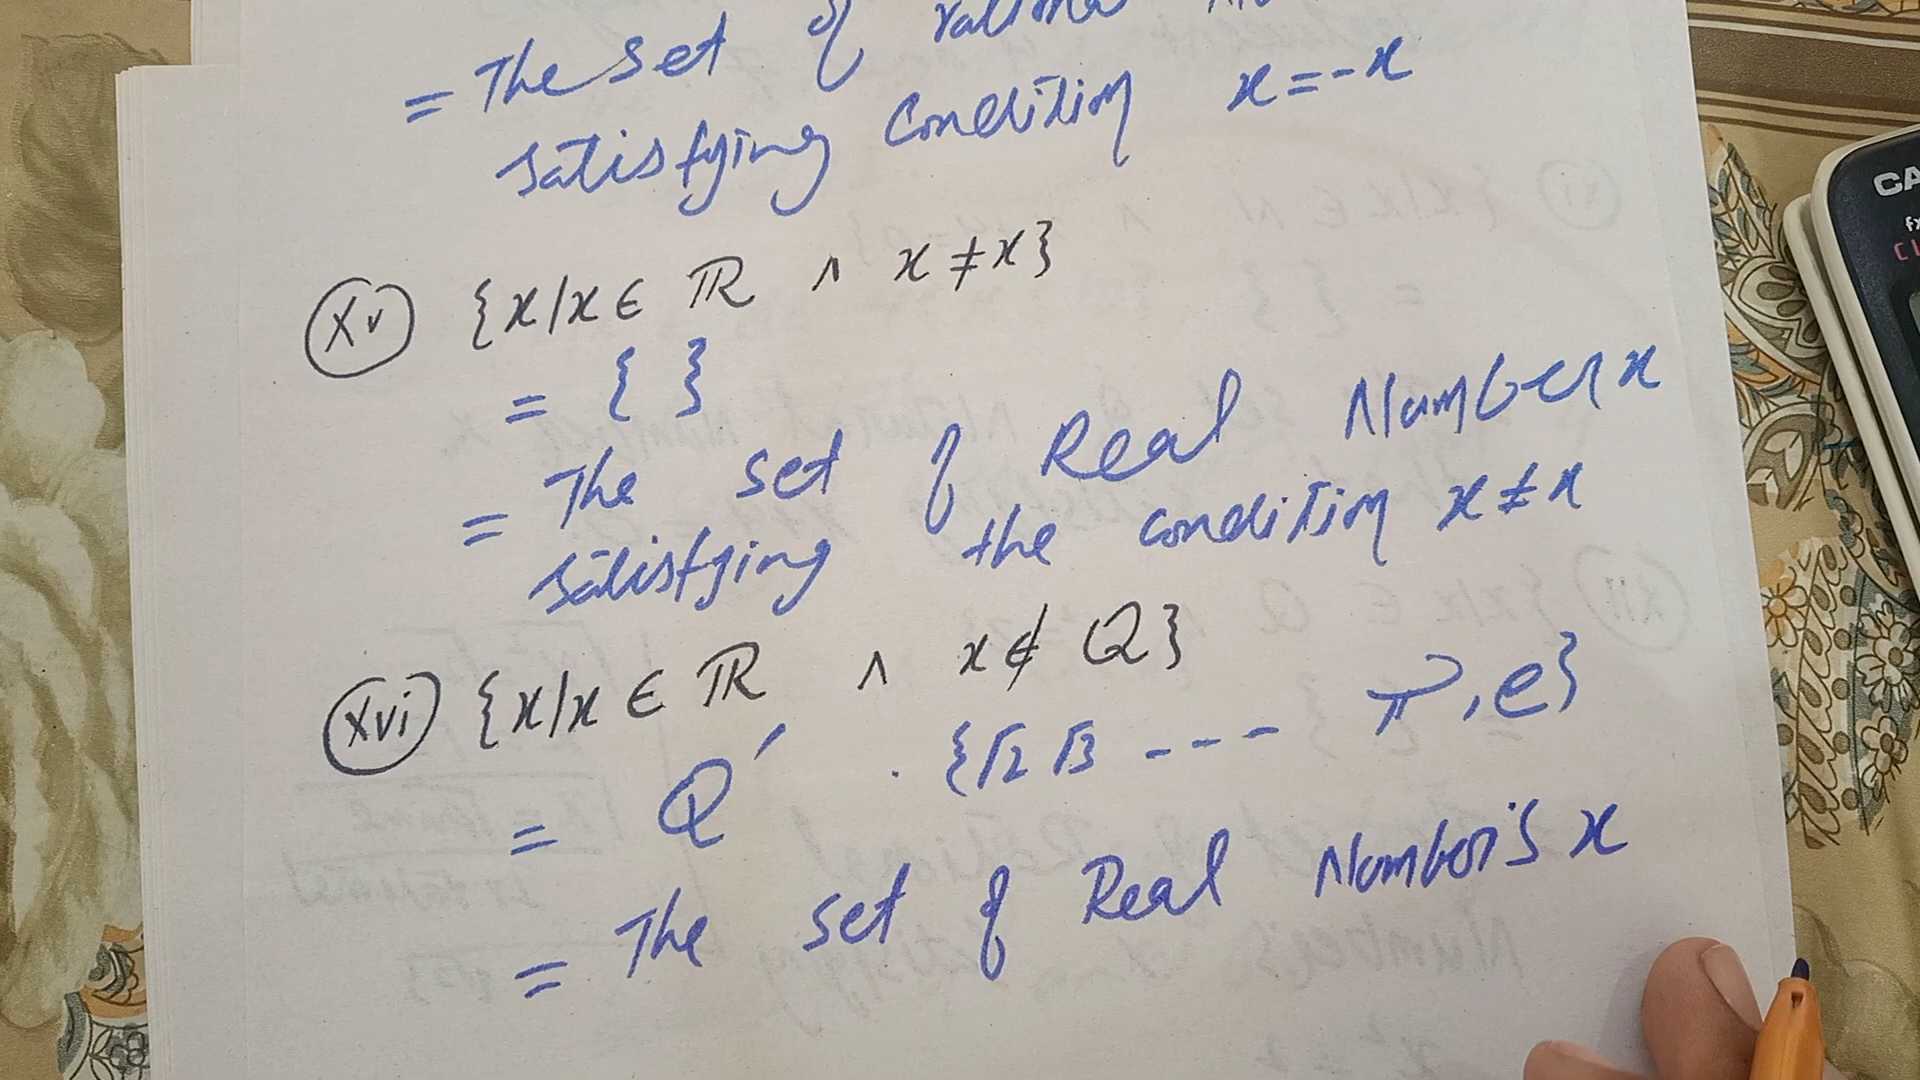 = The set of
satisfying condition x = -x
(xv) {x/x ∈ ℝ ∧ x ≠ x}
= { }
= The set of Real Number x
satisfying the condition x ≠ x
(xvi) {x/x ∈ ℝ ∧ x ∉ Q}
= Q′ . {√2 √3 ---- π, e}
= The set of Real Number's x
CA